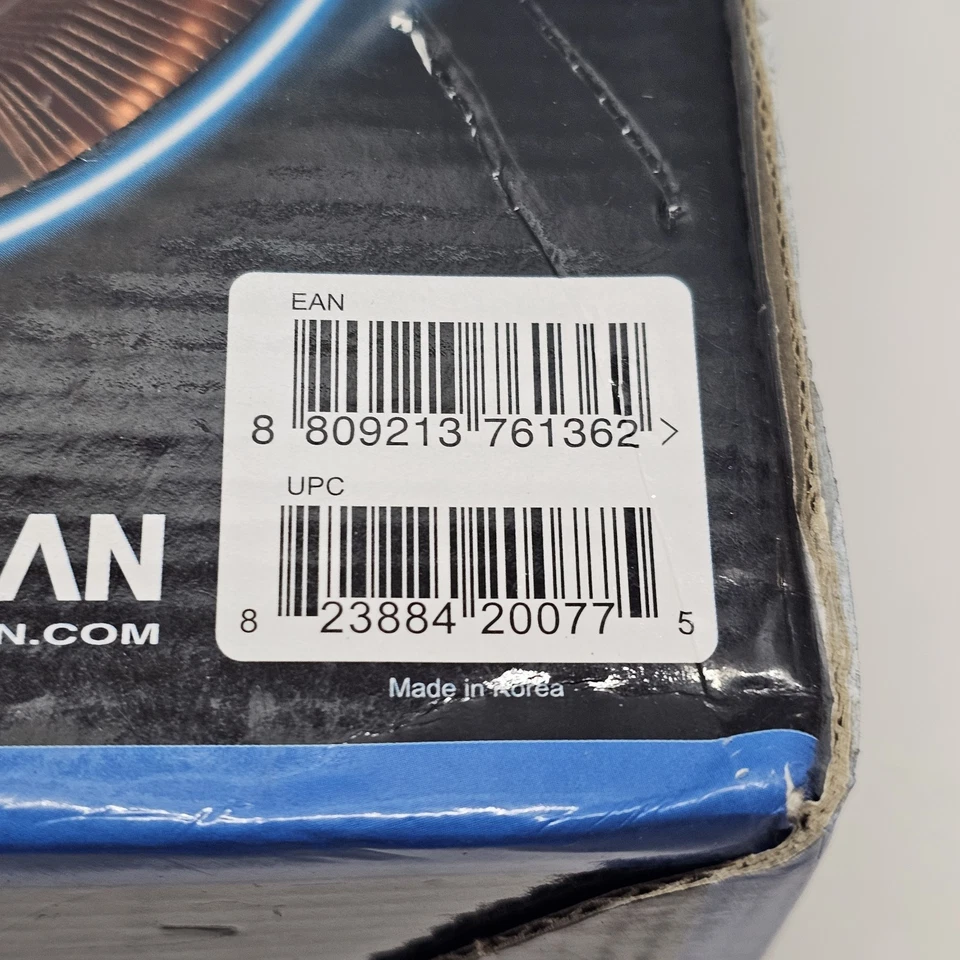 EAN
8 809213 761362 >
UPC
8 23884 20077 5
AN
N.COM
Made in Korea